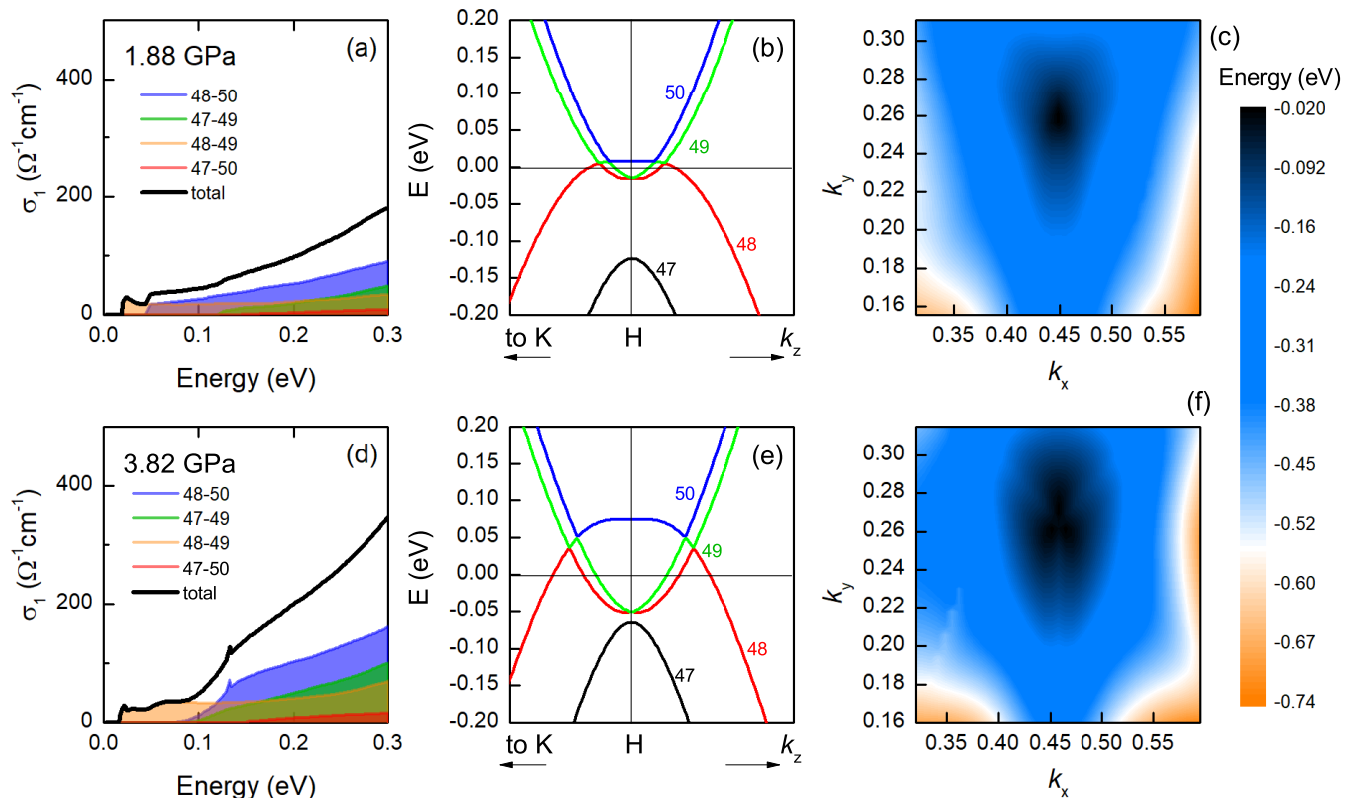 (a)
1.88 GPa
48-50
47-49
48-49
47-50
total
400
200
0
σ1 (Ω-1cm-1)
0.0 0.1 0.2 0.3
Energy (eV)
(b)
0.20
0.15
0.10
0.05
0.00
-0.05
-0.10
-0.15
-0.20
E (eV)
50
49
48
47
to K H kz
(c)
0.30
0.28
0.26
0.24
0.22
0.20
0.18
0.16
ky
0.35 0.40 0.45 0.50 0.55
kx
Energy (eV)
-0.020
-0.092
-0.16
-0.24
-0.31
-0.38
-0.45
-0.52
-0.60
-0.67
-0.74
(d)
3.82 GPa
48-50
47-49
48-49
47-50
total
400
200
0
σ1 (Ω-1cm-1)
0.0 0.1 0.2 0.3
Energy (eV)
(e)
0.20
0.15
0.10
0.05
0.00
-0.05
-0.10
-0.15
-0.20
E (eV)
50
49
48
47
to K H kz
(f)
0.30
0.28
0.26
0.24
0.22
0.20
0.18
0.16
ky
0.35 0.40 0.45 0.50 0.55
kx